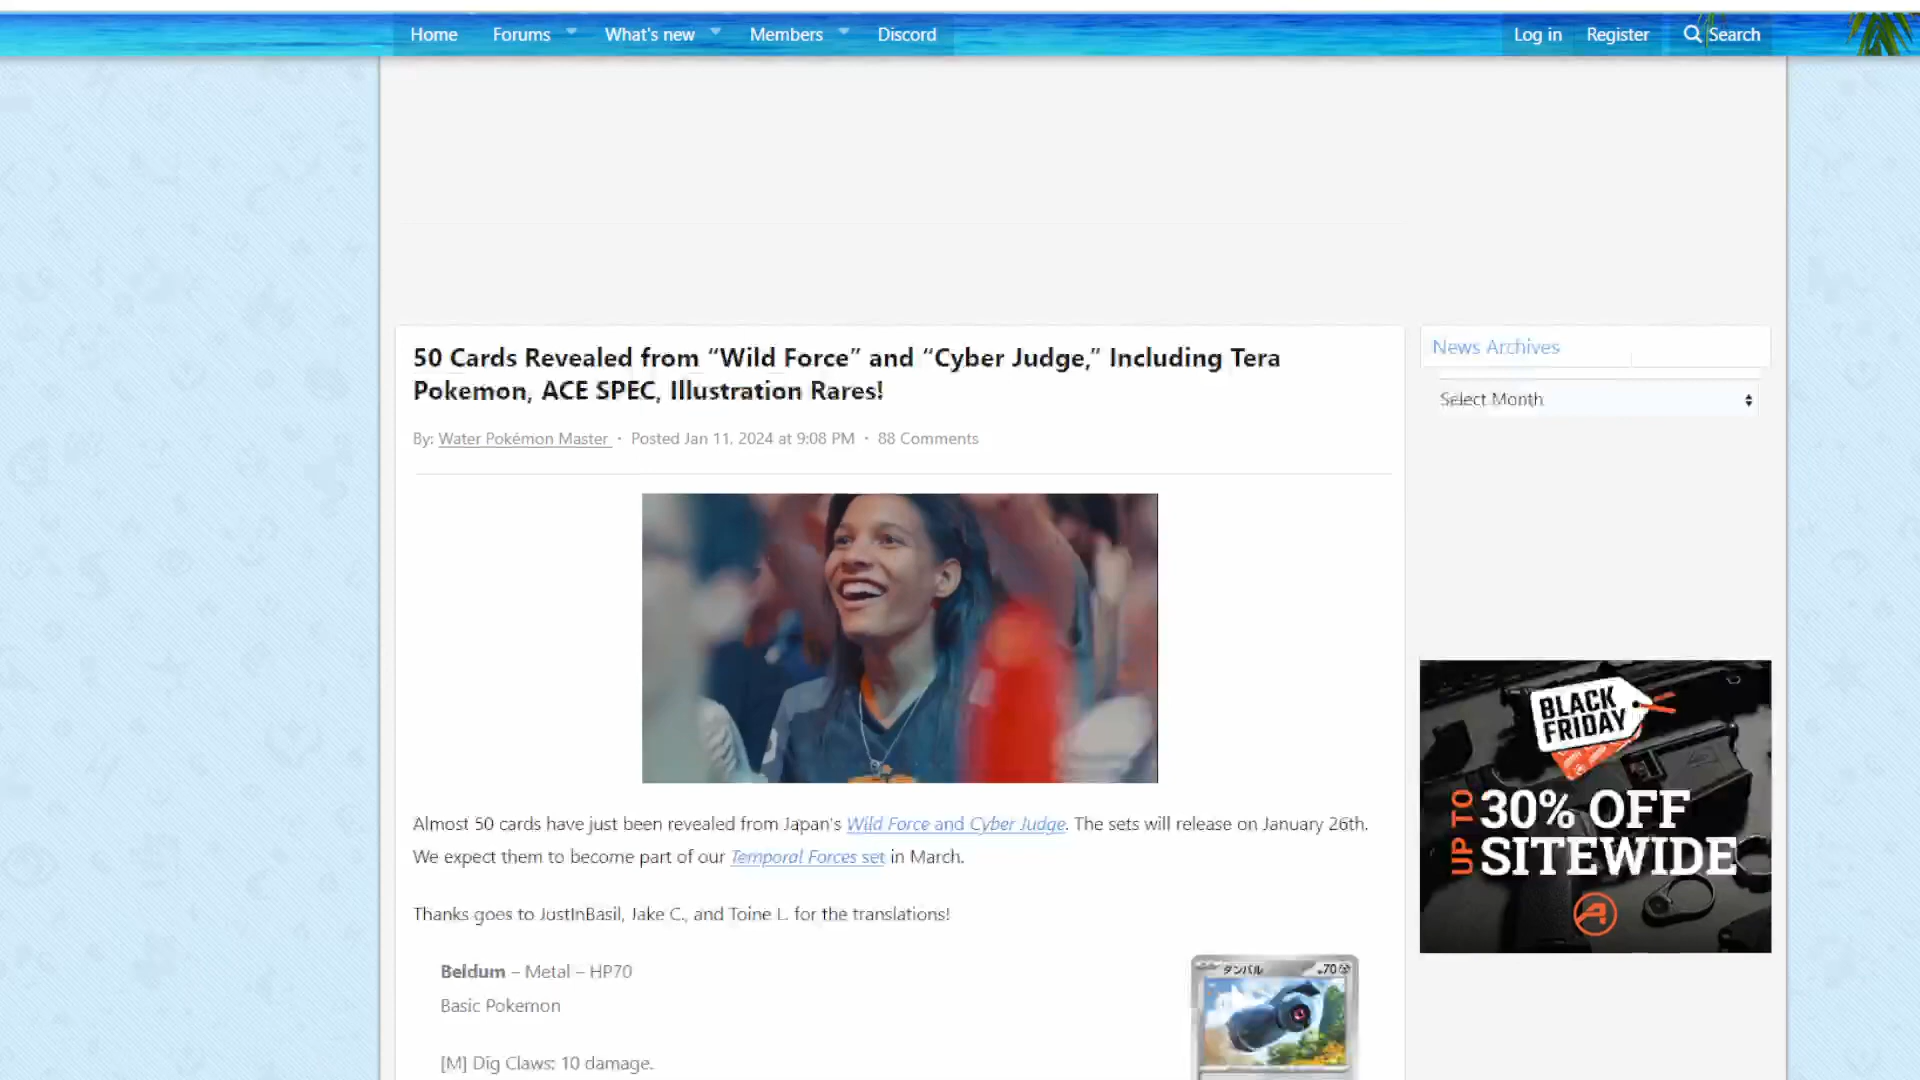 Home
Forums
What's new
Members
Discord
Log in
Register
Search
50 Cards Revealed from “Wild Force” and “Cyber Judge,” Including Tera
Pokemon, ACE SPEC, Illustration Rares!
By: Water Pokémon Master · Posted Jan 11, 2024 at 9:08 PM · 88 Comments
News Archives
Select Month
Almost 50 cards have just been revealed from Japan's Wild Force and Cyber Judge. The sets will release on January 26th.
We expect them to become part of our Temporal Forces set in March.
Thanks goes to JustInBasil, Jake C., and Toine L. for the translations!
Beldum – Metal – HP70
Basic Pokemon
[M] Dig Claws: 10 damage.
ダンバル
70
BLACK
FRIDAY
UP TO
30% OFF
SITEWIDE